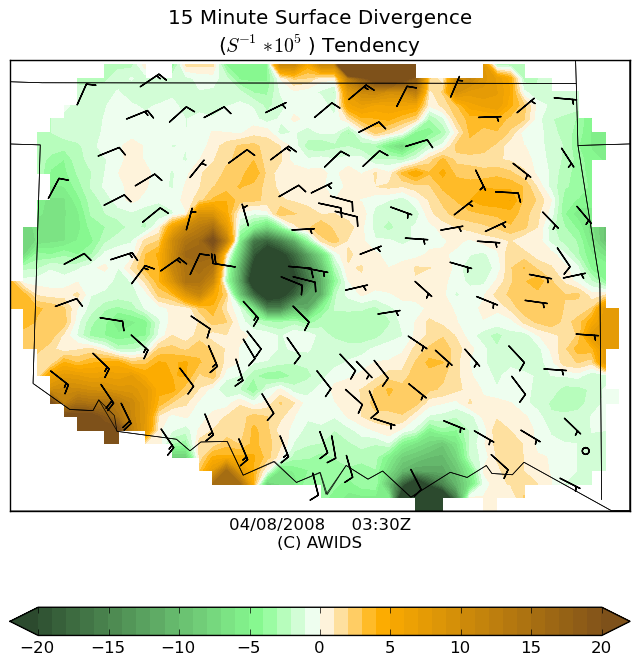 15 Minute Surface Divergence
(S⁻¹ *10⁵ ) Tendency
04/08/2008 03:30Z
(C) AWIDS
−20 −15 −10 −5 0 5 10 15 20